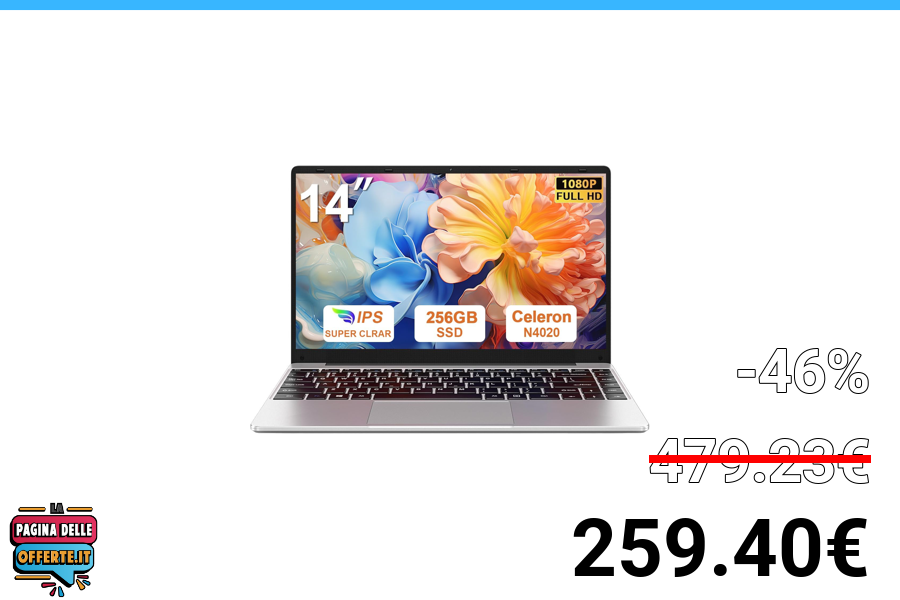 14"
1080P
FULL HD
IPS
SUPER CLRAR
256GB
SSD
Celeron
N4020
-46%
479.23€
259.40€
LA
PAGINA DELLE
OFFERTE.IT